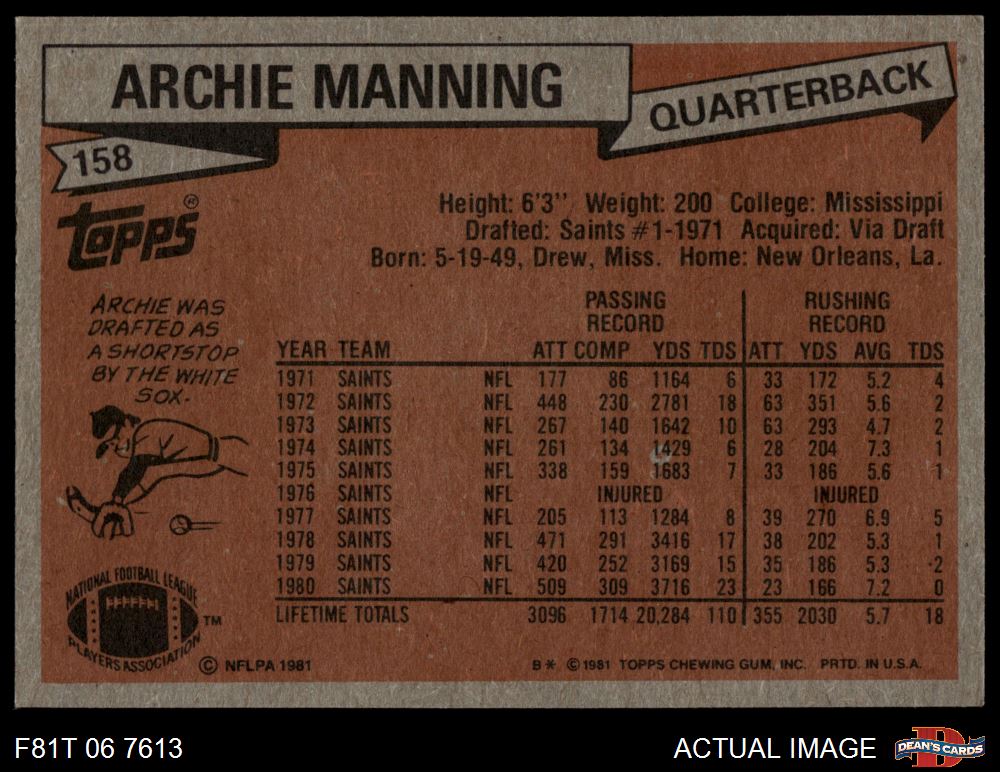 ARCHIE MANNING
QUARTERBACK
158
TOPPS ®
Height: 6'3'' Weight: 200 College: Mississippi
Drafted: Saints #1-1971 Acquired: Via Draft
Born: 5-19-49, Drew, Miss. Home: New Orleans, La.
ARCHIE WAS
DRAFTED AS
A SHORTSTOP
BY THE WHITE
SOX.
PASSING RUSHING
RECORD RECORD
YEAR TEAM ATT COMP YDS TDS ATT YDS AVG TDS
1971 SAINTS NFL 177 86 1164 6 33 172 5.2 4
1972 SAINTS NFL 448 230 2781 18 63 351 5.6 2
1973 SAINTS NFL 267 140 1642 10 63 293 4.7 2
1974 SAINTS NFL 261 134 1429 6 28 204 7.3 1
1975 SAINTS NFL 338 159 1683 7 33 186 5.6 1
1976 SAINTS NFL INJURED INJURED
1977 SAINTS NFL 205 113 1284 8 39 270 6.9 5
1978 SAINTS NFL 471 291 3416 17 38 202 5.3 1
1979 SAINTS NFL 420 252 3169 15 35 186 5.3 2
1980 SAINTS NFL 509 309 3716 23 23 166 7.2 0
LIFETIME TOTALS 3096 1714 20,284 110 355 2030 5.7 18
NATIONAL FOOTBALL LEAGUE
PLAYERS ASSOCIATION
TM
© NFLPA 1981
B* © 1981 TOPPS CHEWING GUM, INC. PRTD. IN U.S.A.
F81T 06 7613
ACTUAL IMAGE
D
DEAN'S CARDS